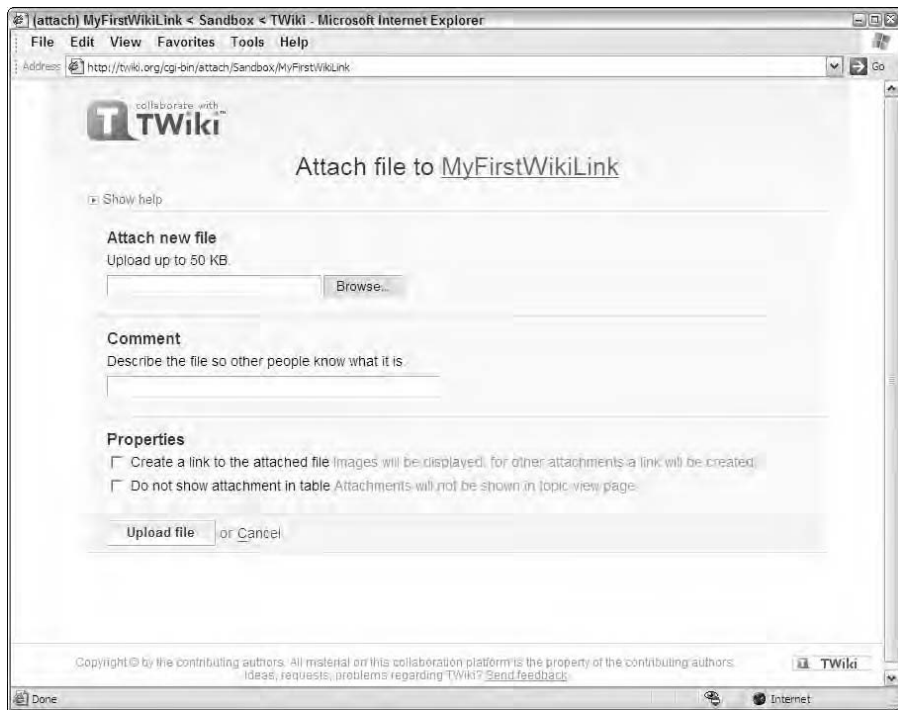 (attach) MyFirstWikiLink < Sandbox < TWiki - Microsoft Internet Explorer
File Edit View Favorites Tools Help
Address http://twiki.org/cgi-bin/attach/Sandbox/MyFirstWikiLink Go
collaborate with
TWiki™
Attach file to MyFirstWikiLink
Show help
Attach new file
Upload up to 50 KB.
Browse...
Comment
Describe the file so other people know what it is.
Properties
Create a link to the attached file Images will be displayed, for other attachments a link will be created.
Do not show attachment in table Attachments will not be shown in topic view page.
Upload file or Cancel
Copyright © by the contributing authors. All material on this collaboration platform is the property of the contributing authors.
Ideas, requests, problems regarding TWiki? Send feedback
TWiki
Done Internet